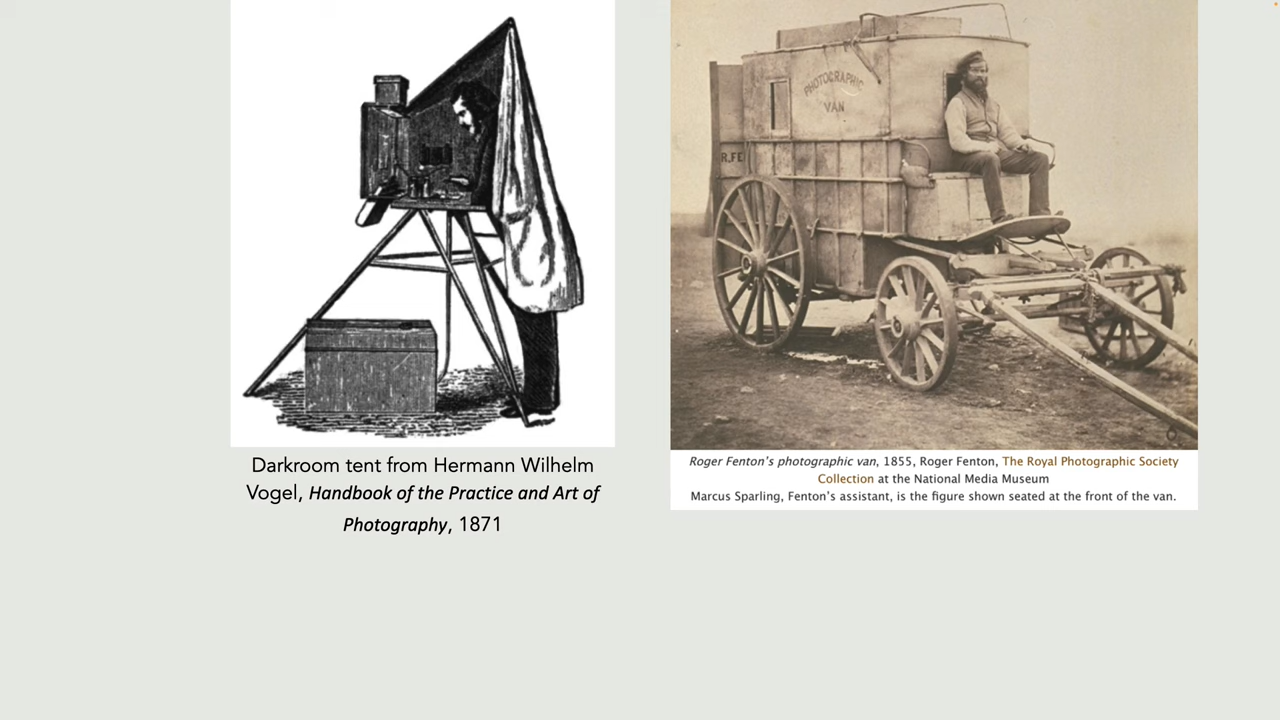 PHOTOGRAPHIC
VAN
R.FE
Darkroom tent from Hermann Wilhelm
Vogel, Handbook of the Practice and Art of
Photography, 1871
Roger Fenton's photographic van, 1855, Roger Fenton, The Royal Photographic Society
Collection at the National Media Museum
Marcus Sparling, Fenton's assistant, is the figure shown seated at the front of the van.